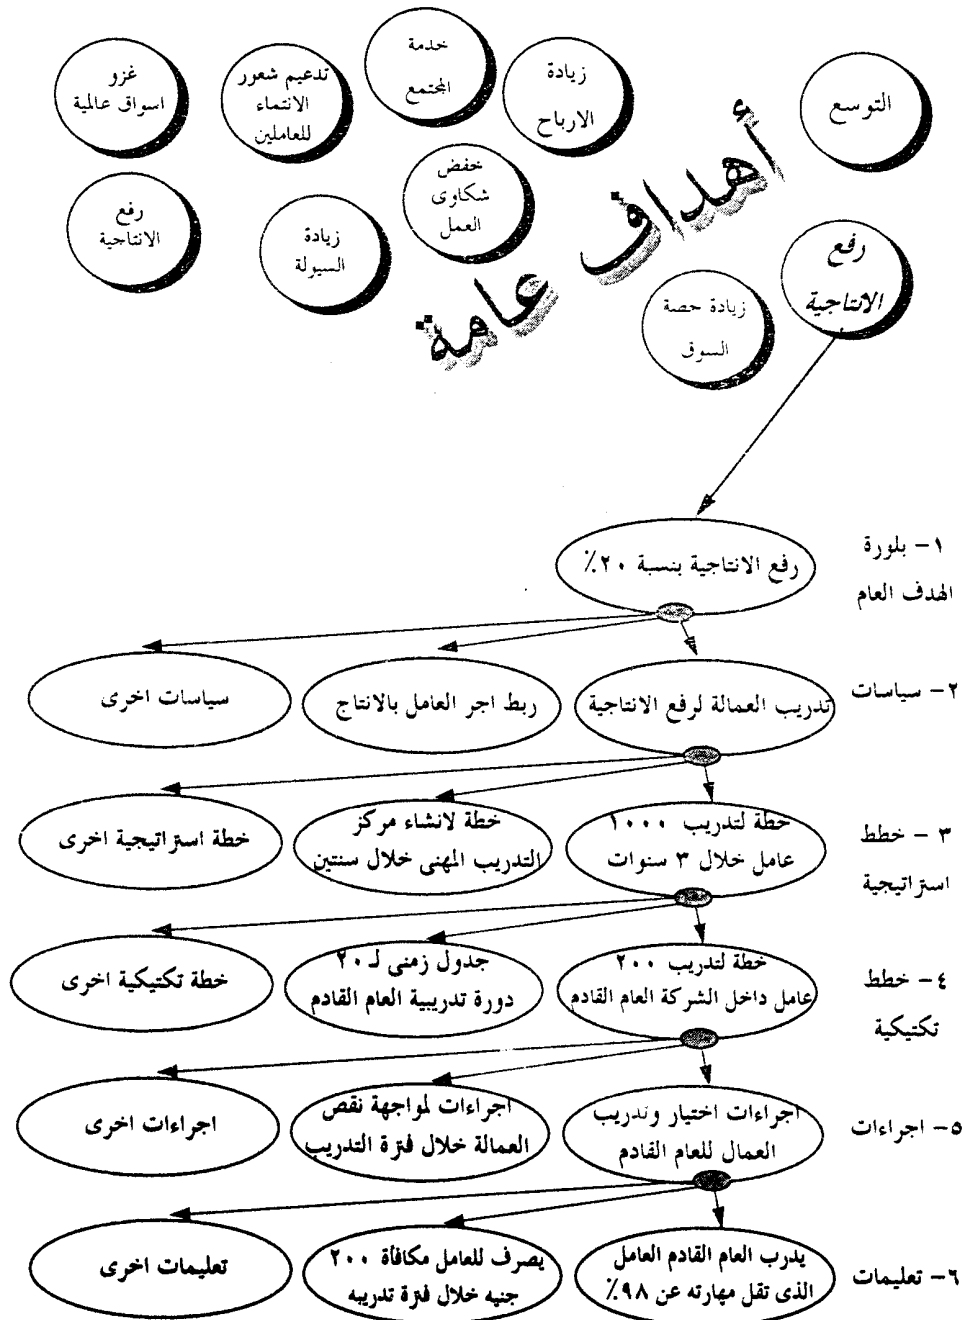 خدمة
المجتمع
زيادة
الارباح
التوسع
تدعيم شعور
الانتماء
للعاملين
غزو
اسواق عالمية
خفض
شكاوى
العمل
رفع
الانتاجية
زيادة
السيولة
أهداف عامة
رفع
الانتاجية
زيادة حصة
السوق
١- بلورة
الهدف العام
رفع الانتاجية بنسبة ٢٠٪
٢- سياسات
تدريب العمالة لرفع الانتاجية
ربط اجر العامل بالانتاج
سياسات اخرى
٣- خطط
استراتيجية
خطة لتدريب ١٠٠٠
عامل خلال ٣ سنوات
خطة لانشاء مركز
التدريب المهنى خلال سنتين
خطة استراتيجية اخرى
٤- خطط
تكتيكية
خطة لتدريب ٢٠٠
عامل داخل الشركة العام القادم
جدول زمنى لـ ٢٠
دورة تدريبية العام القادم
خطة تكتيكية اخرى
٥- اجراءات
اجراءات اختيار وتدريب
العمال للعام القادم
اجراءات لمواجهة نقص
العمالة خلال فترة التدريب
اجراءات اخرى
٦- تعليمات
يدرب العام القادم العامل
الذى تقل مهارته عن ٩٨٪
يصرف للعامل مكافأة ٢٠٠
جنيه خلال فترة تدريبه
تعليمات اخرى